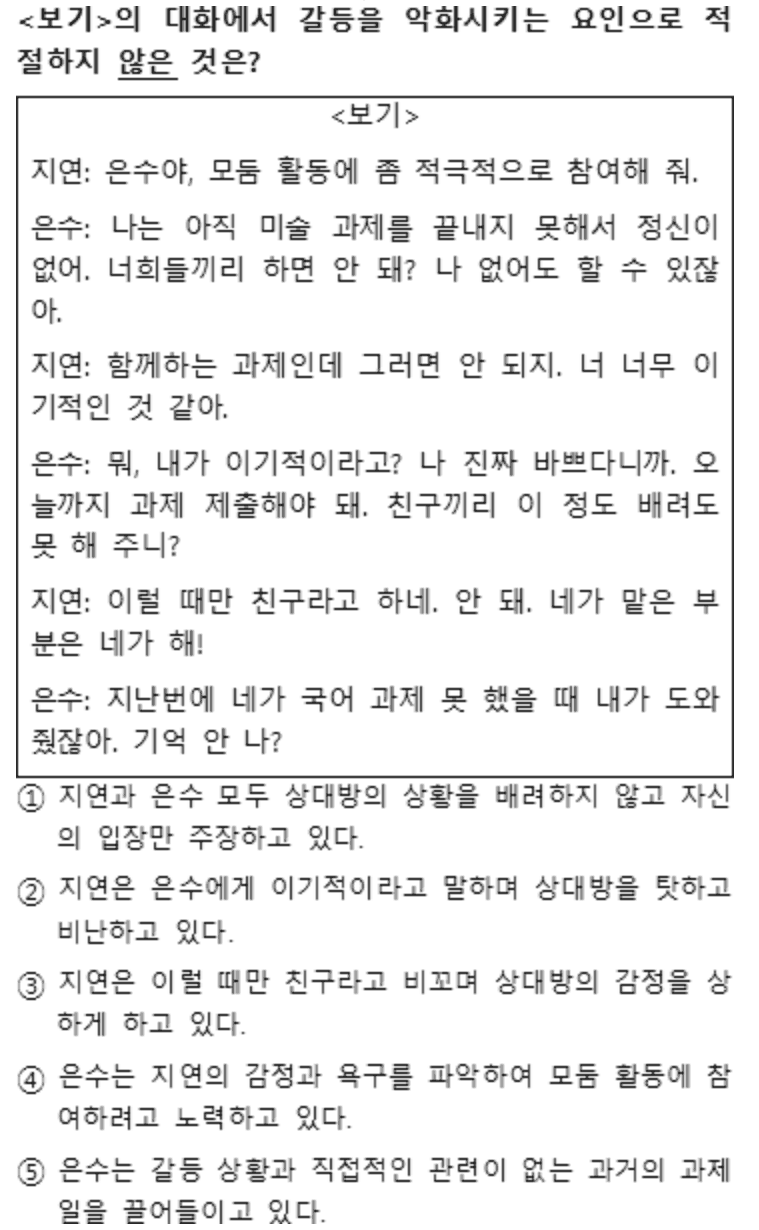 <보기>의 대화에서 갈등을 악화시키는 요인으로 적
절하지 않은 것은?
<보기>
지연: 은수야, 모둠 활동에 좀 적극적으로 참여해 줘.
은수: 나는 아직 미술 과제를 끝내지 못해서 정신이
없어. 너희들끼리 하면 안 돼? 나 없어도 할 수 있잖
아.
지연: 함께하는 과제인데 그러면 안 되지. 너 너무 이
기적인 것 같아.
은수: 뭐, 내가 이기적이라고? 나 진짜 바쁘다니까. 오
늘까지 과제 제출해야 돼. 친구끼리 이 정도 배려도
못 해 주니?
지연: 이럴 때만 친구라고 하네. 안 돼. 네가 맡은 부
분은 네가 해!
은수: 지난번에 네가 국어 과제 못 했을 때 내가 도와
줬잖아. 기억 안 나?
① 지연과 은수 모두 상대방의 상황을 배려하지 않고 자신
의 입장만 주장하고 있다.
② 지연은 은수에게 이기적이라고 말하며 상대방을 탓하고
비난하고 있다.
③ 지연은 이럴 때만 친구라고 비꼬며 상대방의 감정을 상
하게 하고 있다.
④ 은수는 지연의 감정과 욕구를 파악하여 모둠 활동에 참
여하려고 노력하고 있다.
⑤ 은수는 갈등 상황과 직접적인 관련이 없는 과거의 과제
일을 끌어들이고 있다.